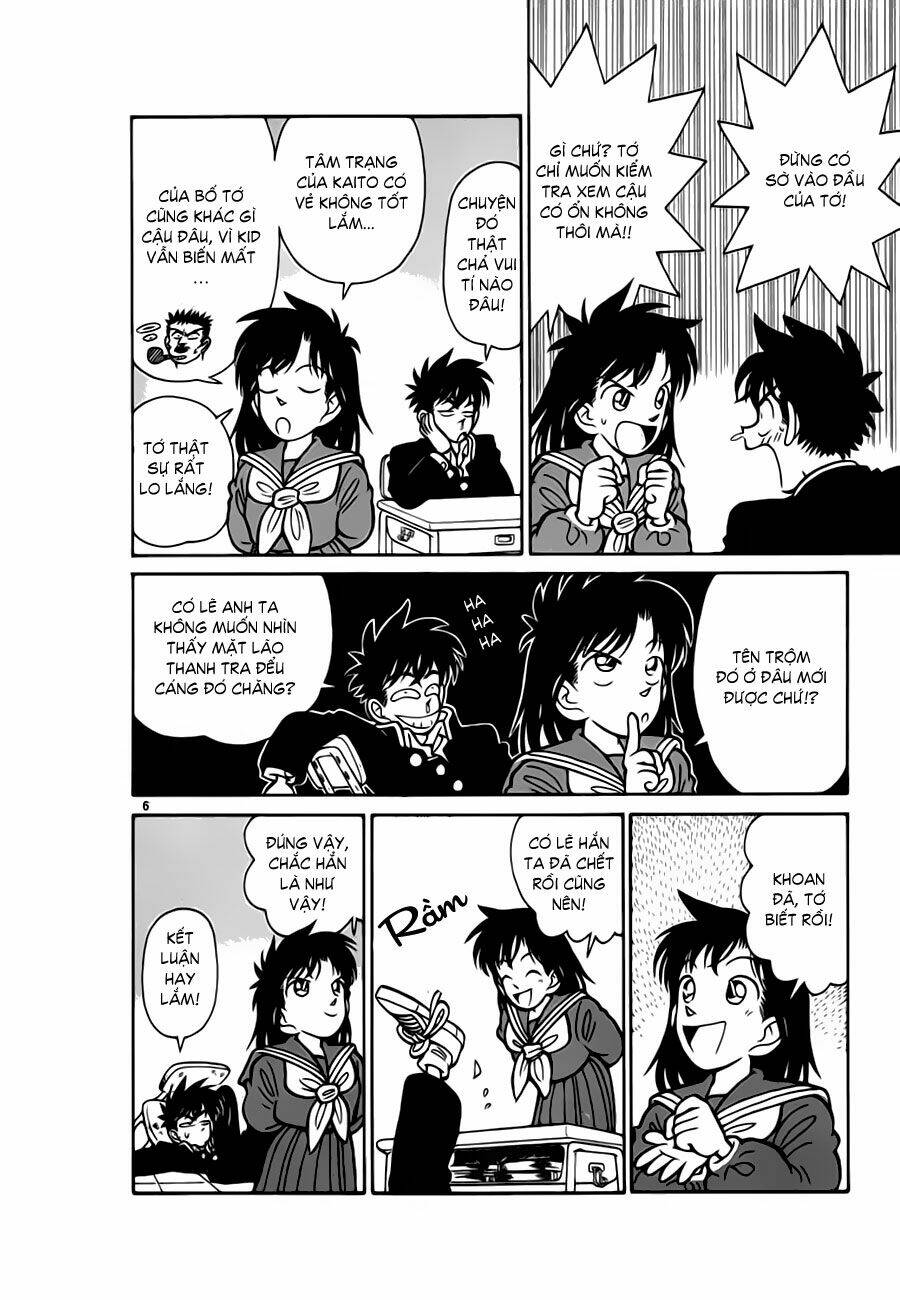 ĐỪNG CÓ
SỜ VÀO ĐẦU
CỦA TỚ!
GÌ CHỨ? TỚ
CHỈ MUỐN KIỂM
TRA XEM CẬU
CÓ ỔN KHÔNG
THÔI MÀ!!
CHUYỆN
ĐÓ THẬT
CHẢ VUI
TÍ NÀO
ĐÂU!
TÂM TRẠNG
CỦA KAITO CÓ
VẺ KHÔNG TỐT
LẮM...
CỦA BỐ TỚ
CŨNG KHÁC GÌ
CẬU ĐÂU, VÌ KID
VẪN BIẾN MẤT
...
TỚ THẬT
SỰ RẤT
LO LẮNG!
TÊN TRỘM
ĐÓ Ở ĐÂU MỚI
ĐƯỢC CHỨ!?
HA
HA
HA
CÓ LẼ ANH TA
KHÔNG MUỐN NHÌN
THẤY MẶT LÃO
THANH TRA ĐỂU
CÁNG ĐÓ CHĂNG?
6
KHOAN
ĐÃ, TỚ
BIẾT RỒI!
CÓ LẼ HẮN
TA ĐÃ CHẾT
RỒI CŨNG
NÊN!
Rầm
ĐÚNG VẬY,
CHẮC HẲN
LÀ NHƯ
VẬY!
KẾT
LUẬN
HAY
LẮM!